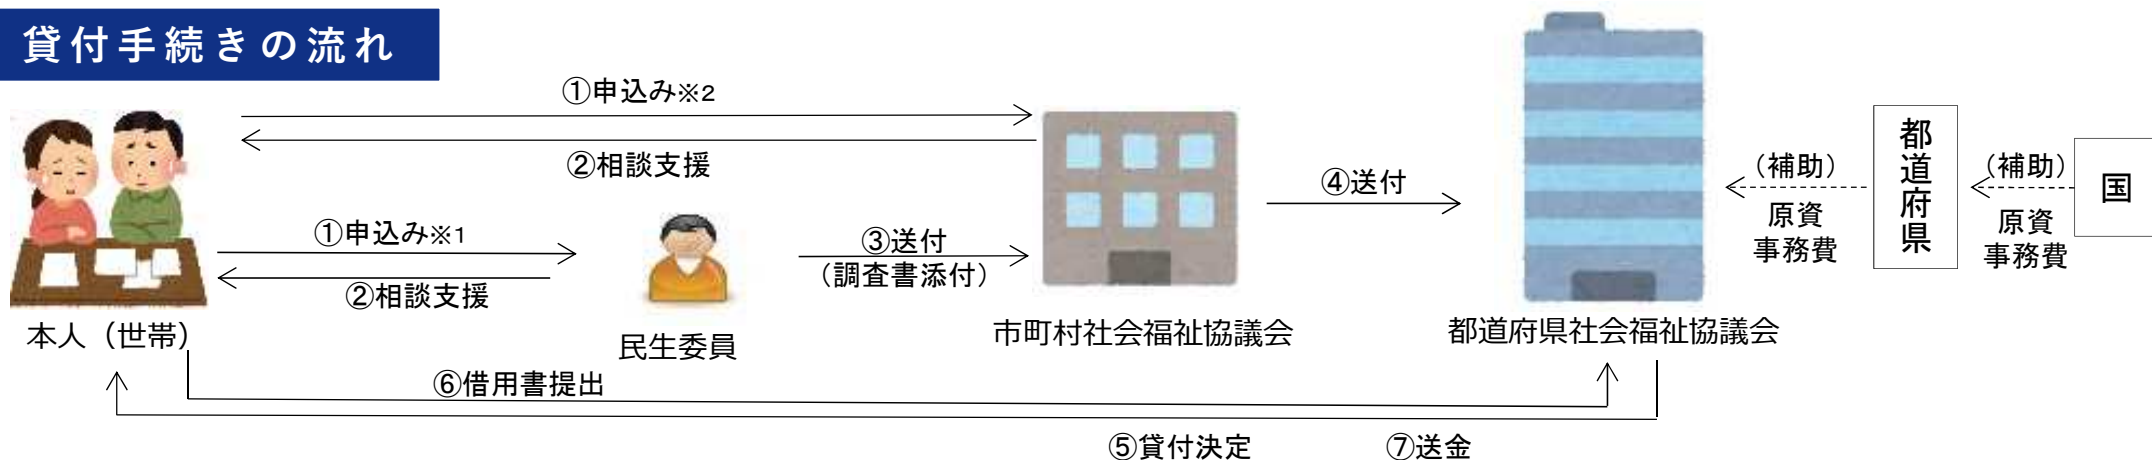 貸付手続きの流れ
①申込み※2
②相談支援
①申込み※1
②相談支援
③送付
（調査書添付）
④送付
（補助）
原資
事務費
都道府県
（補助）
原資
事務費
国
本人（世帯）
民生委員
市町村社会福祉協議会
都道府県社会福祉協議会
⑥借用書提出
⑤貸付決定
⑦送金